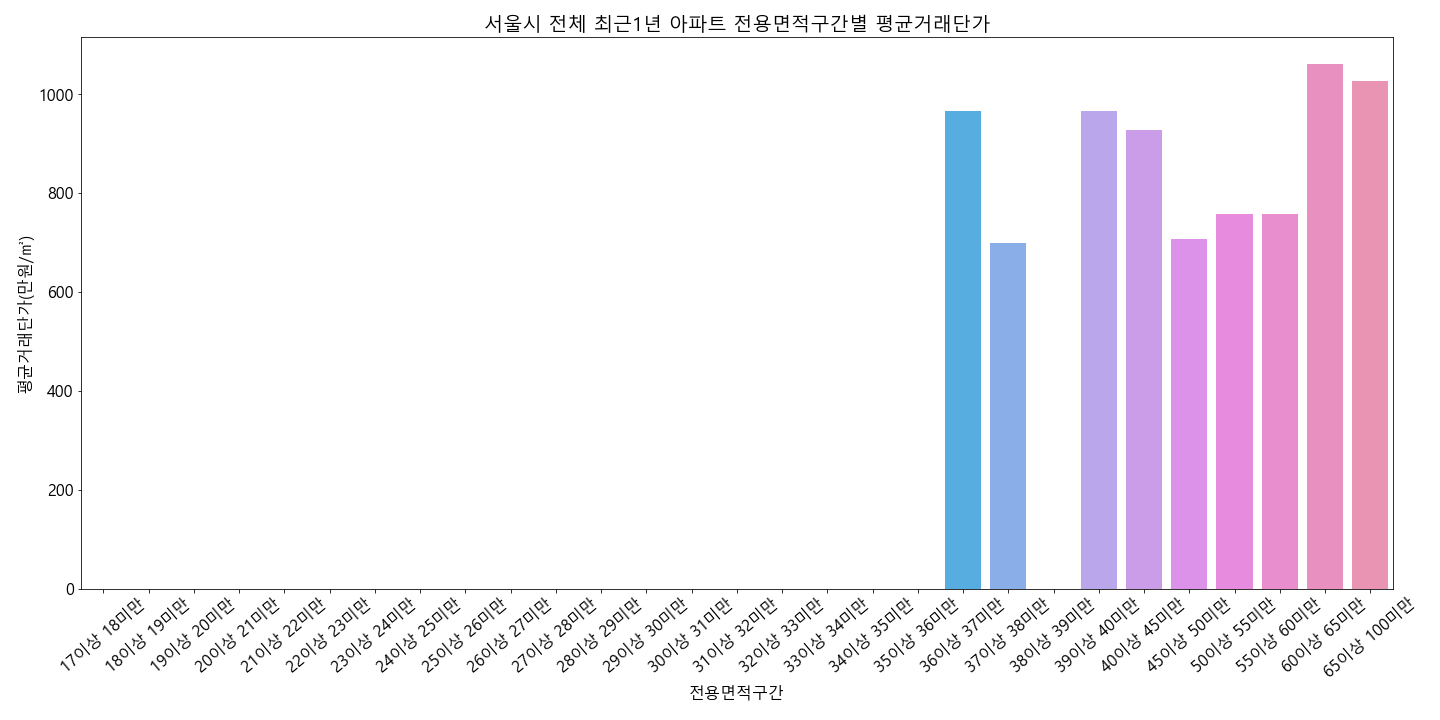 서울시 전체 최근1년 아파트 전용면적구간별 평균거래단가
평균거래단가(만원/㎡)
1000
800
600
400
200
0
17이상 18미만
18이상 19미만
19이상 20미만
20이상 21미만
21이상 22미만
22이상 23미만
23이상 24미만
24이상 25미만
25이상 26미만
26이상 27미만
27이상 28미만
28이상 29미만
29이상 30미만
30이상 31미만
31이상 32미만
32이상 33미만
33이상 34미만
34이상 35미만
35이상 36미만
36이상 37미만
37이상 38미만
38이상 39미만
39이상 40미만
40이상 45미만
45이상 50미만
50이상 55미만
55이상 60미만
60이상 65미만
65이상 100미만
전용면적구간